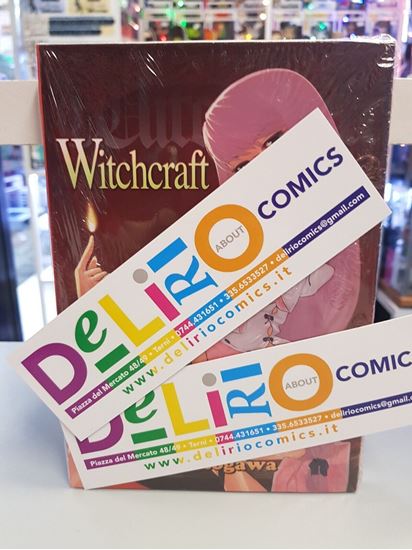 Witchcraft
DeLiRiO ABOUT COMICS
Piazza del Mercato 48/49 • Terni • 0744.431651 • 335.6533527 • deliriocomics@gmail.com
www.deliriocomics.it
DeLiRiO ABOUT COMIC
Piazza del Mercato 48/49 • Terni • 0744.431651 • 335.6533527 • deliriocomics@gmail.co
www.deliriocomics.it
ogawa